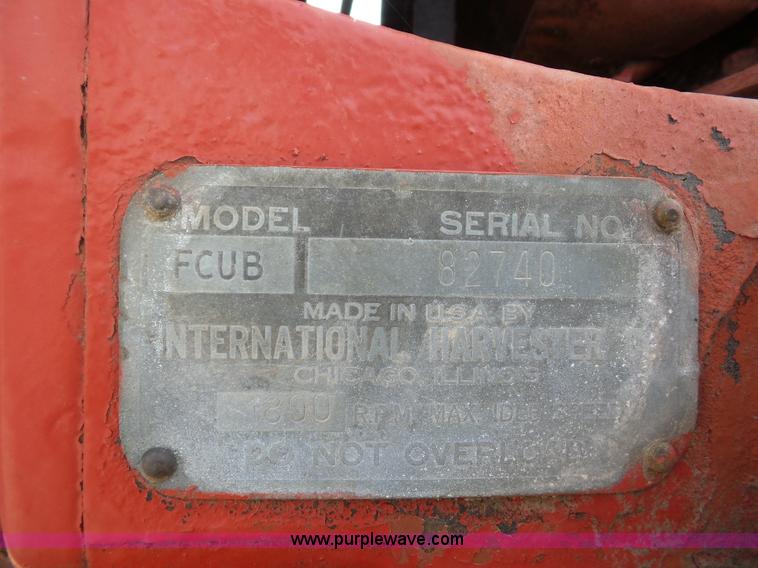 MODEL SERIAL NO
FCUB 82740
MADE IN U.S.A. BY
INTERNATIONAL HARVESTER
CHICAGO, ILLINOIS
1800 R.P.M. MAX. IDLE SPEED
DO NOT OVERLOAD
www.purplewave.com